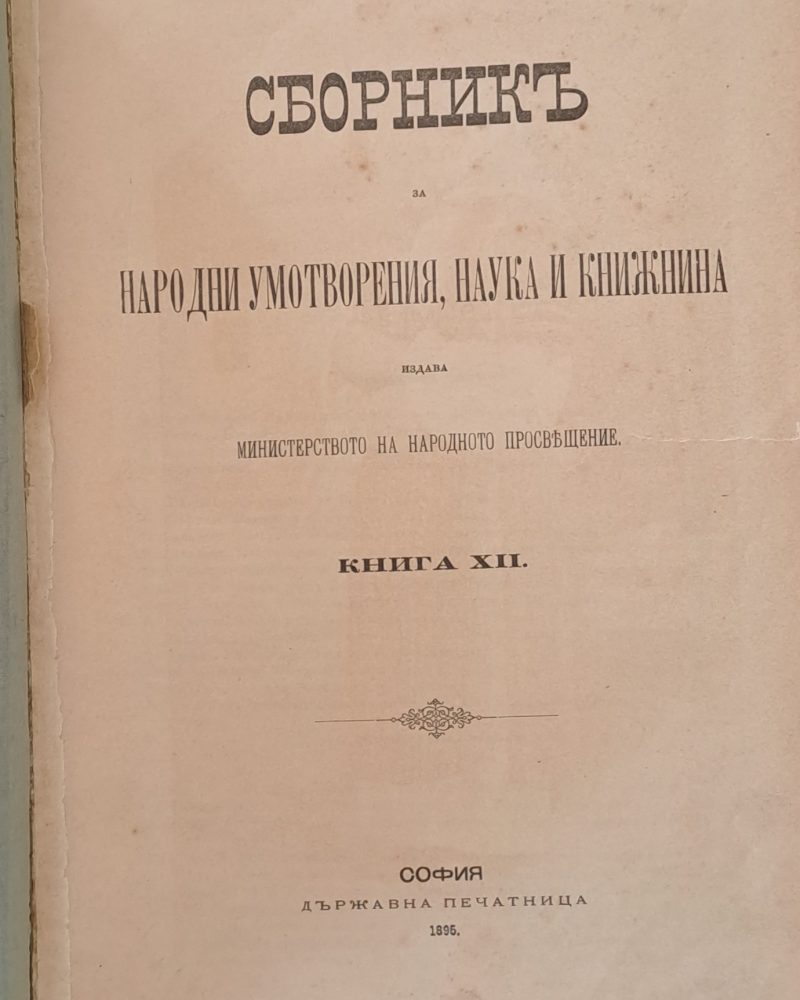 СБОРНИКЪ
ЗА
НАРОДНИ УМОТВОРЕНИЯ, НАУКА И КНИЖНИНА
ИЗДАВА
МИНИСТЕРСТВОТО НА НАРОДНОТО ПРОСВѢЩЕНИЕ.
КНИГА XII.
СОФИЯ
ДЪРЖАВНА ПЕЧАТНИЦА
1895.